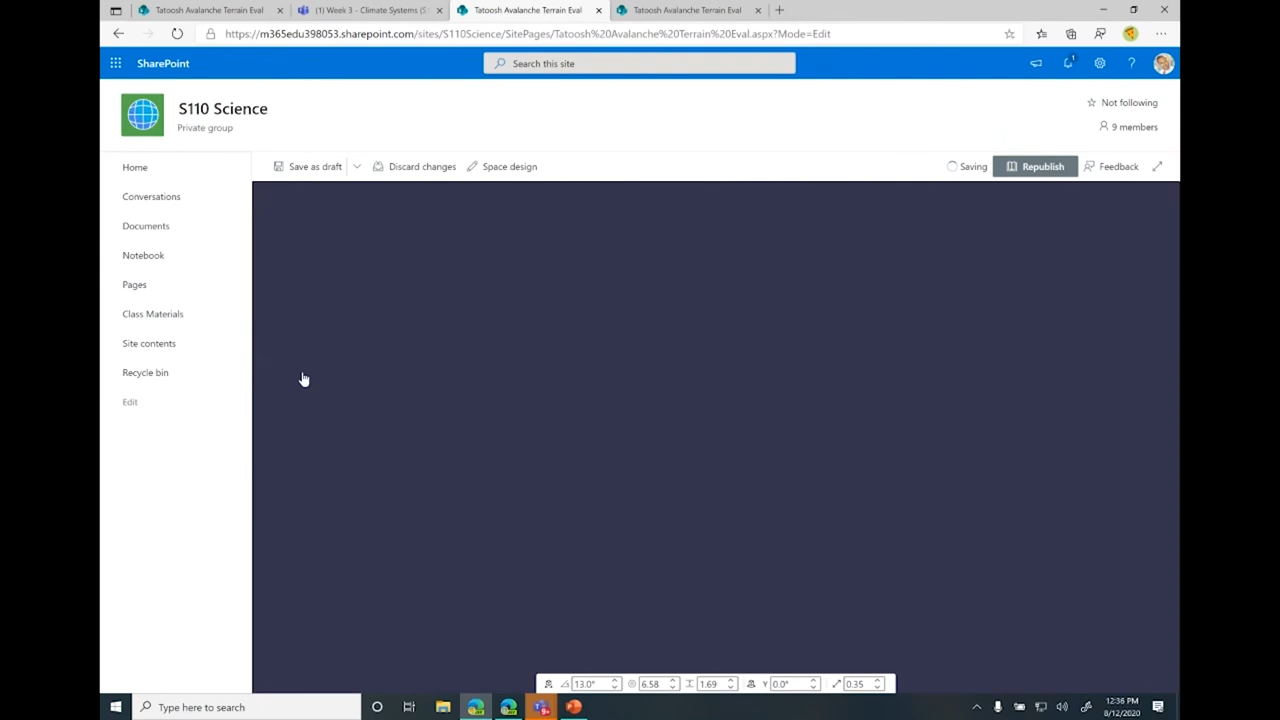 Tatoosh Avalanche Terrain Eval
(1) Week 3 - Climate Systems (S
Tatoosh Avalanche Terrain Eval
Tatoosh Avalanche Terrain Eval
https://m365edu398053.sharepoint.com/sites/S110Science/SitePages/Tatoosh%20Avalanche%20Terrain%20Eval.aspx?Mode=Edit
SharePoint
Search this site
1
S110 Science
Private group
Not following
9 members
Home
Conversations
Documents
Notebook
Pages
Class Materials
Site contents
Recycle bin
Edit
Save as draft
Discard changes
Space design
Saving
Republish
Feedback
13.0°
6.58
1.69
Y 0.0°
0.35
Type here to search
12:36 PM
8/12/2020